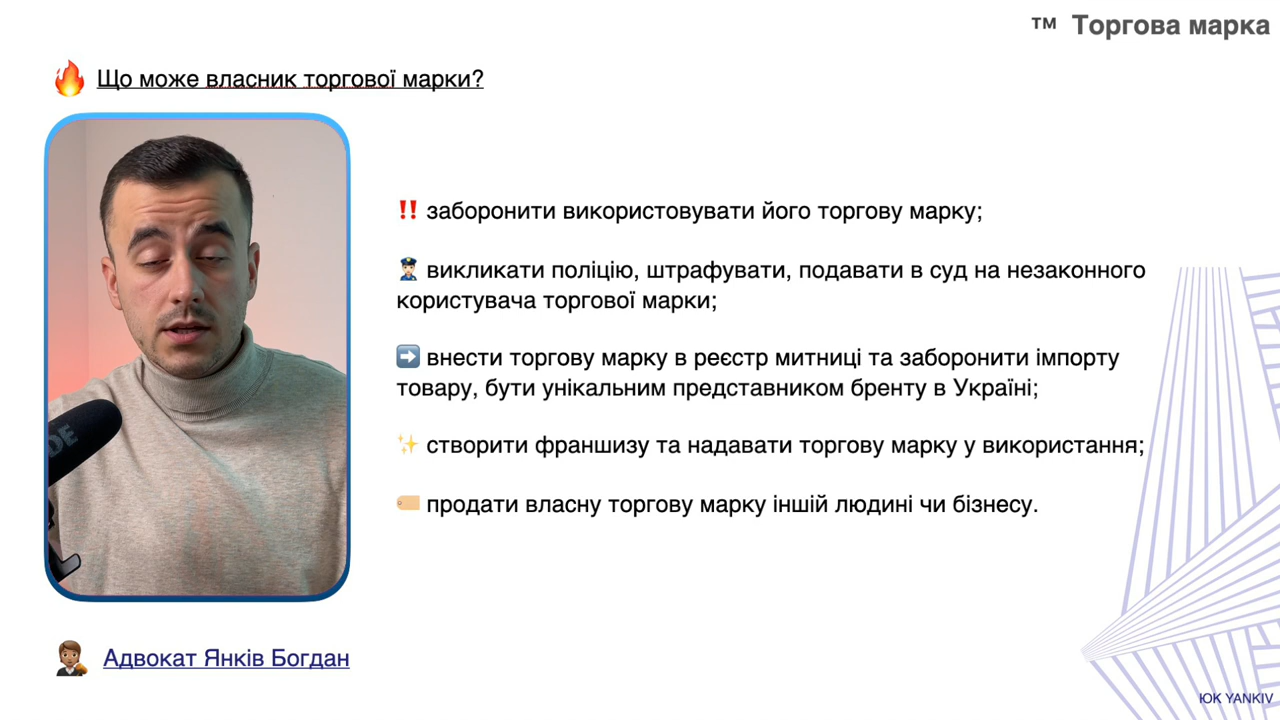 ™ Торгова марка
Що може власник торгової марки?
заборонити використовувати його торгову марку;
викликати поліцію, штрафувати, подавати в суд на незаконного
користувача торгової марки;
внести торгову марку в реєстр митниці та заборонити імпорту
товару, бути унікальним представником бренту в Україні;
створити франшизу та надавати торгову марку у використання;
продати власну торгову марку іншій людині чи бізнесу.
Адвокат Янків Богдан
ЮК YANKIV